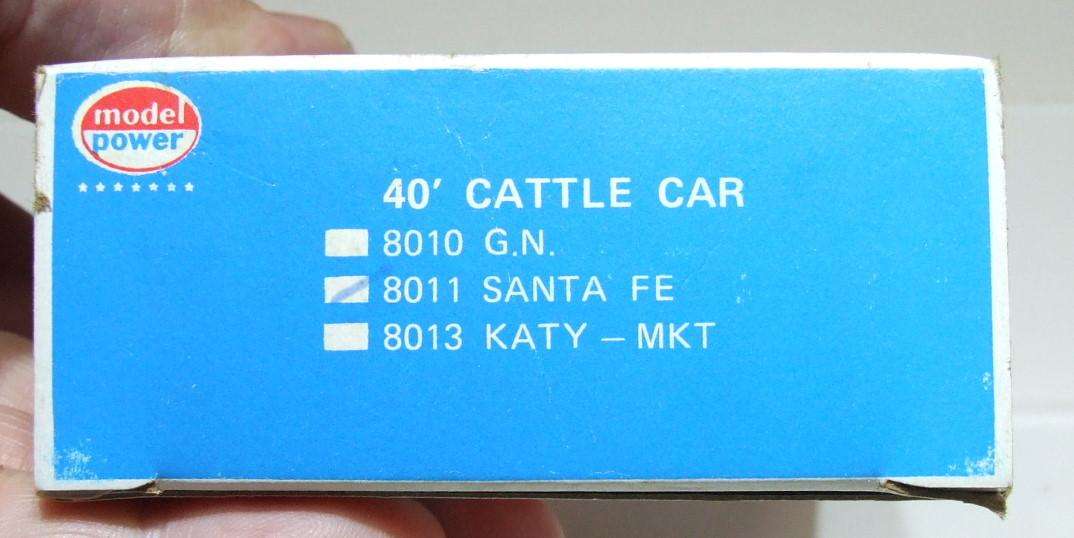 model
power
40' CATTLE CAR
8010 G.N.
8011 SANTA FE
8013 KATY – MKT